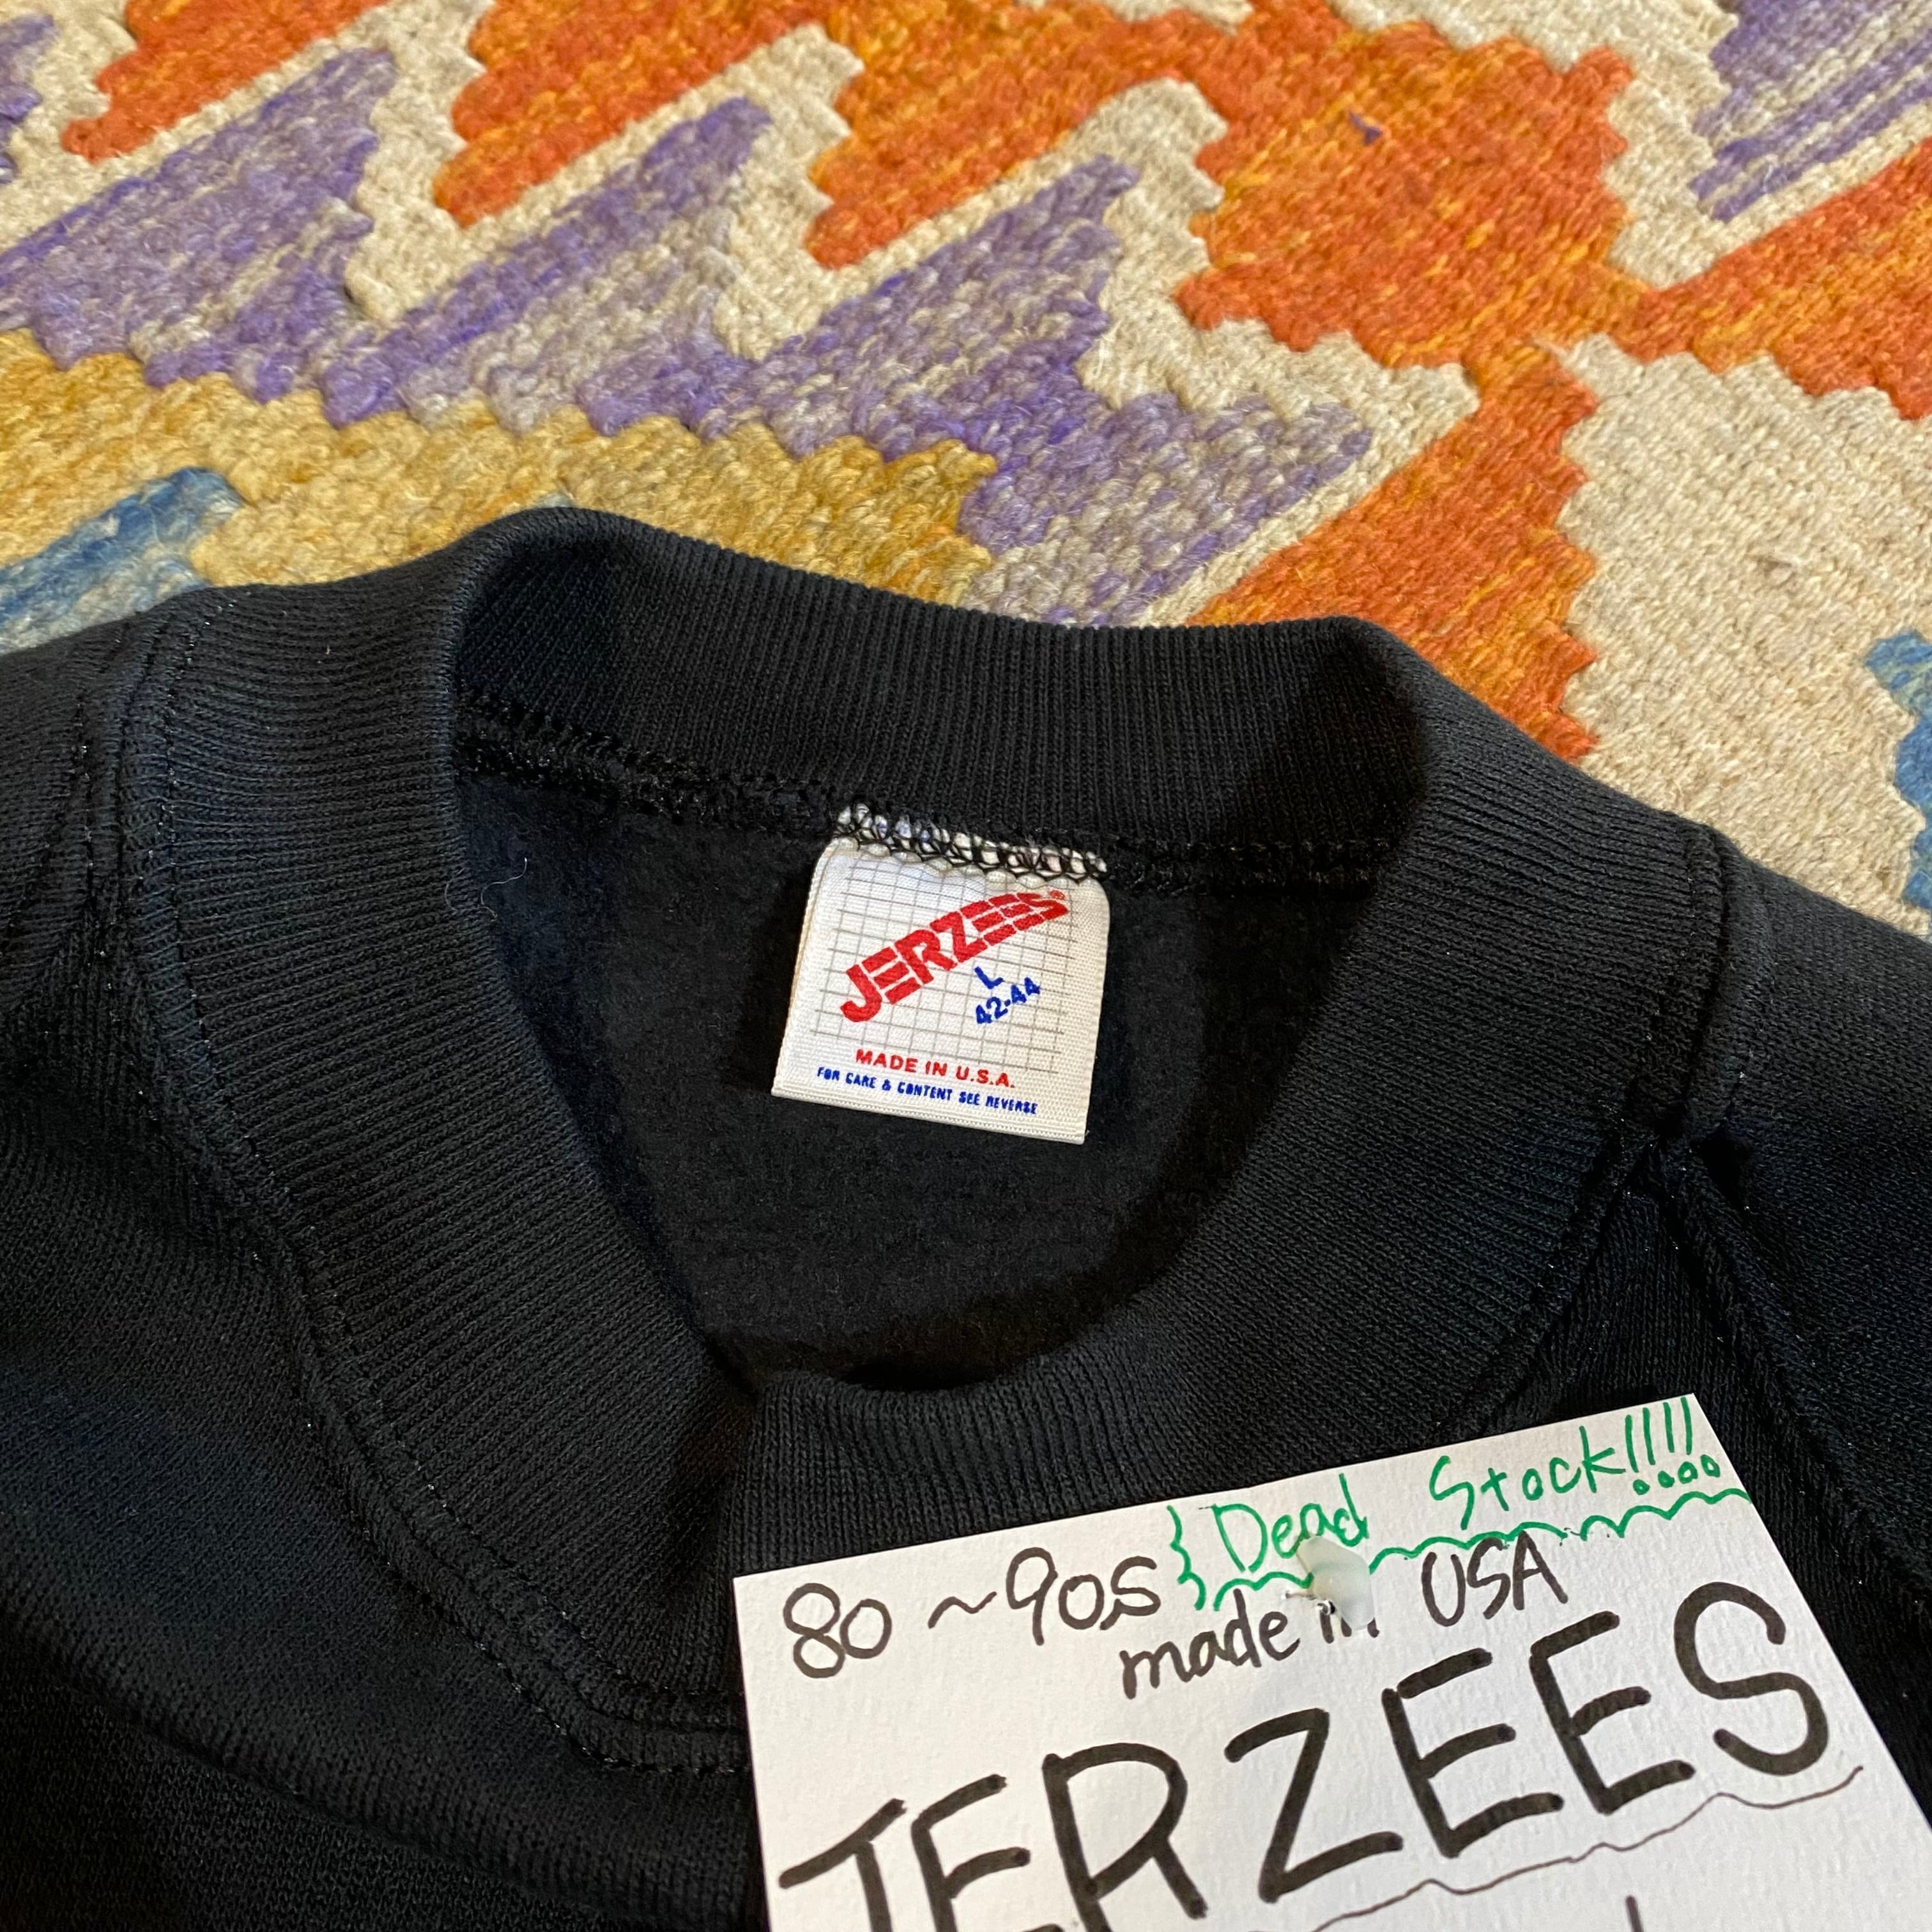 JERZEES®
L
42-44
MADE IN U.S.A.
FOR CARE & CONTENT SEE REVERSE
80~90s Dead Stock!!!!
made in USA
JERZEES